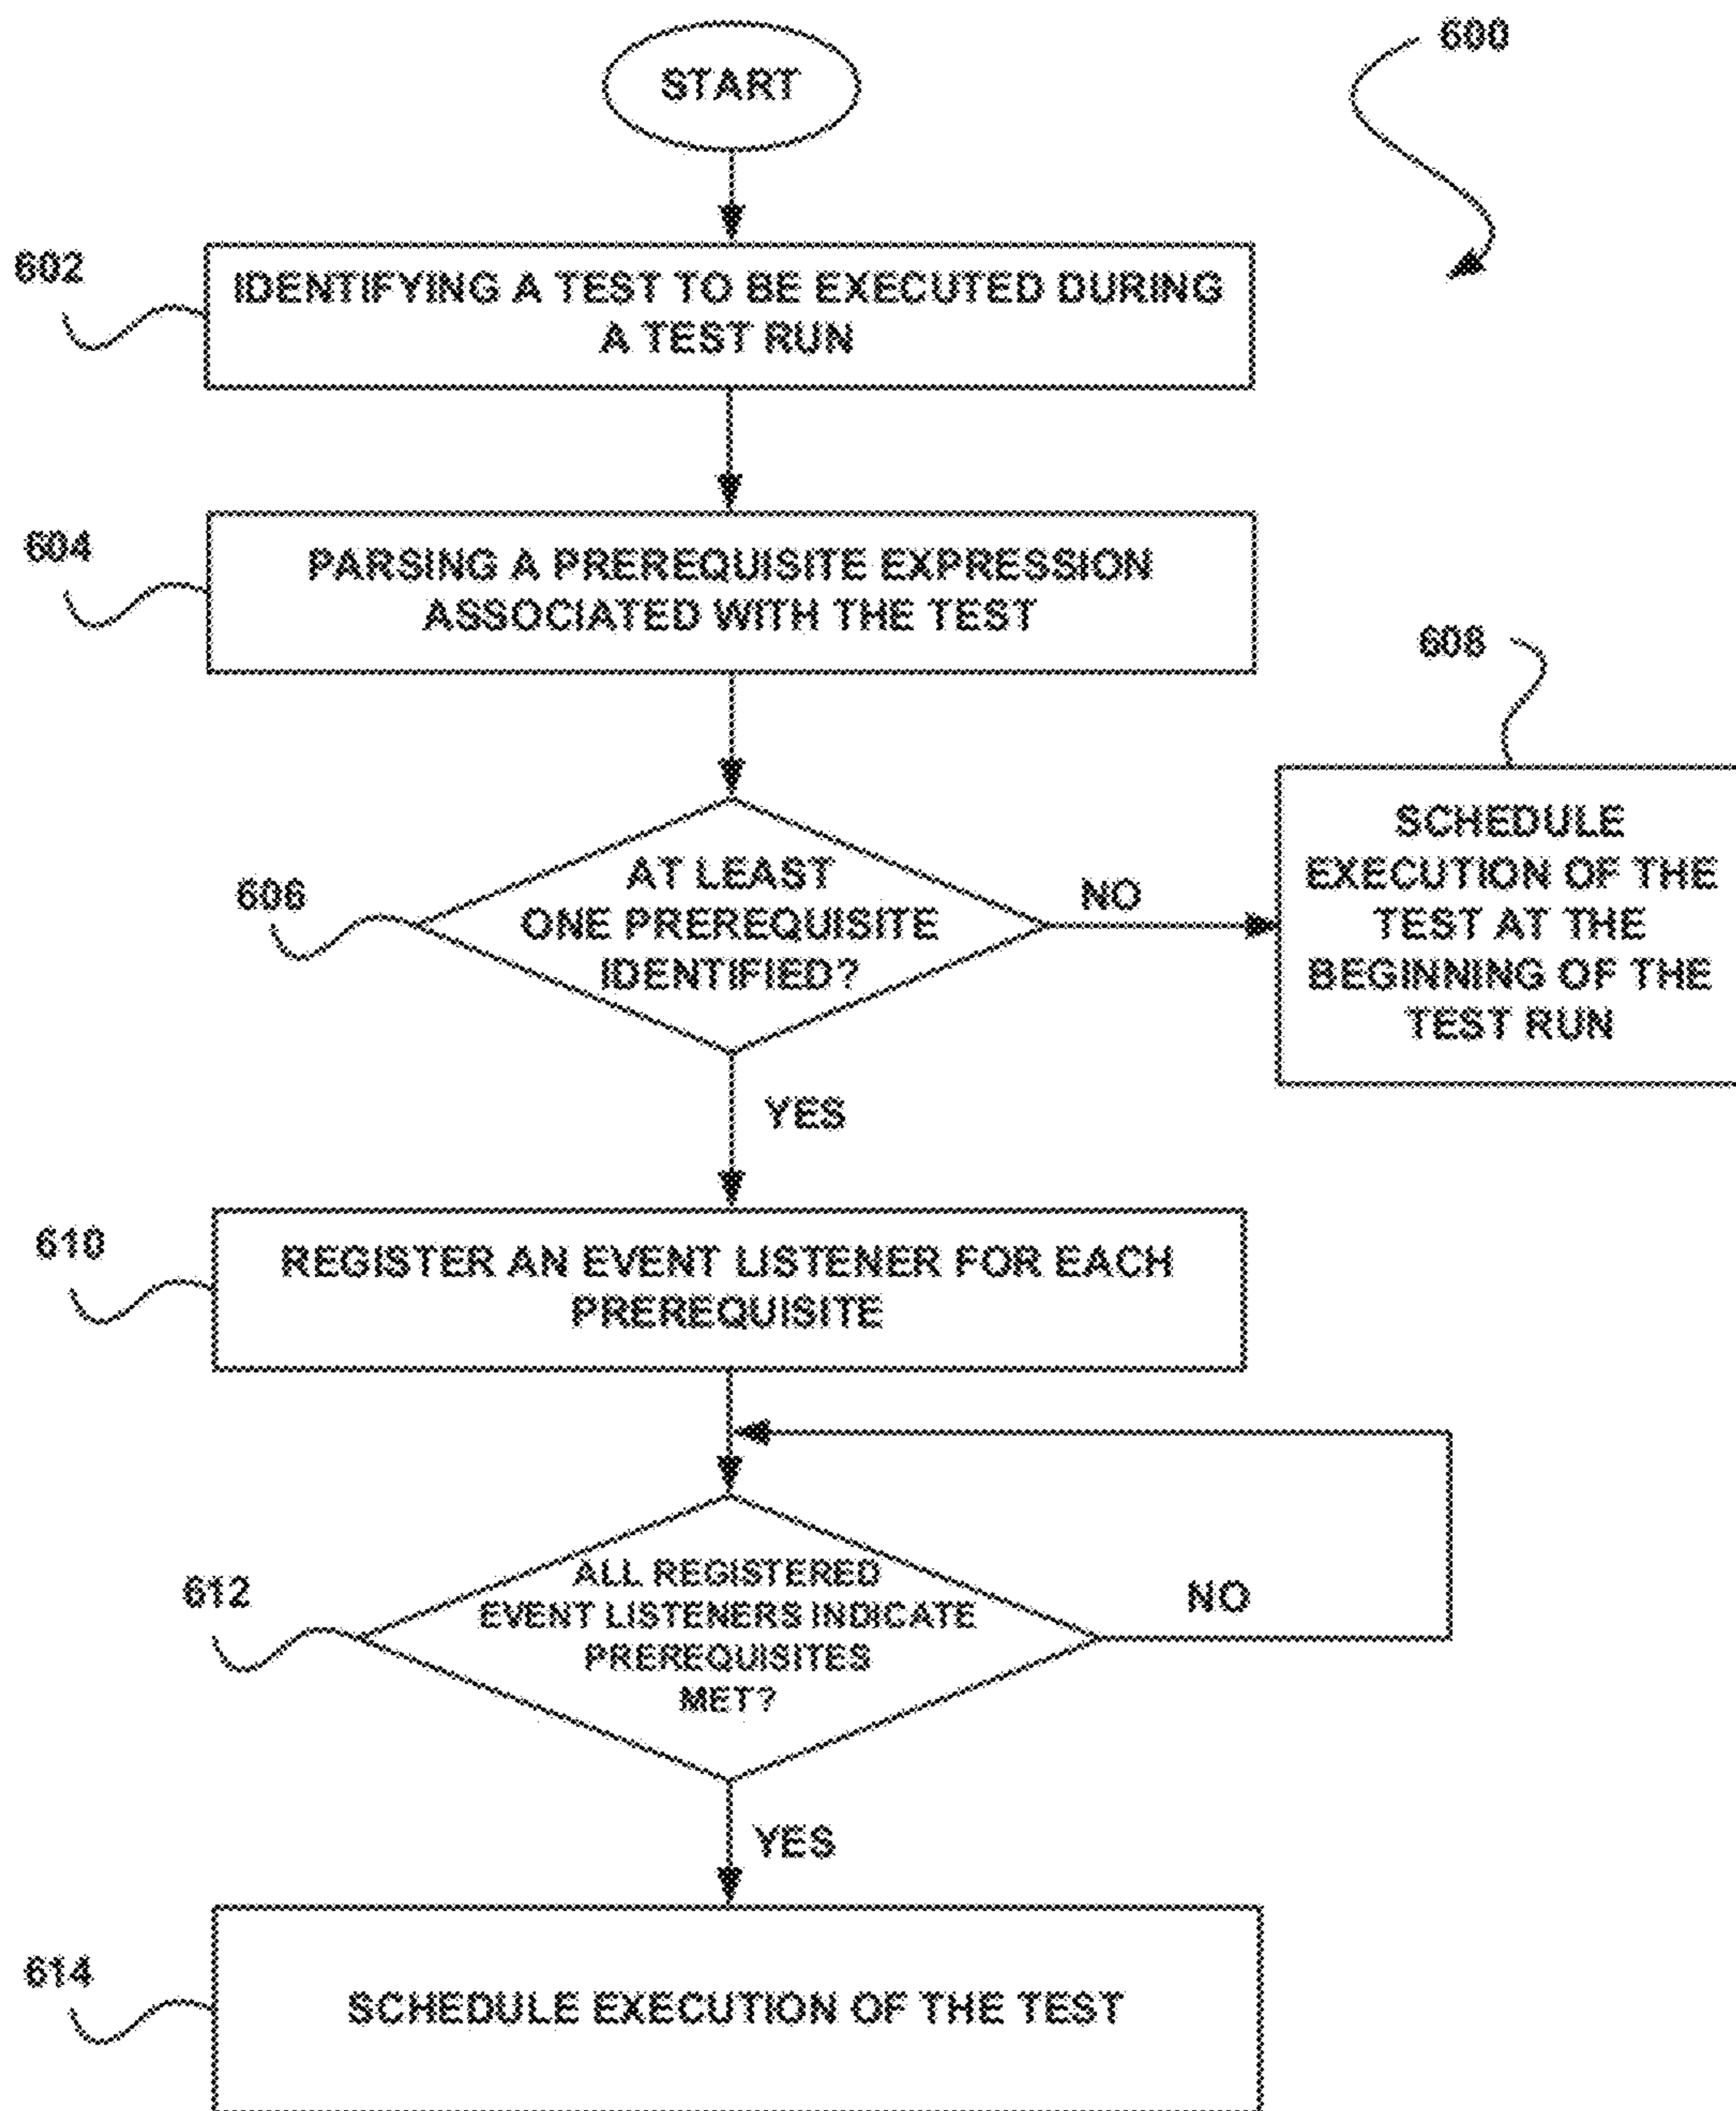 600
START
602
IDENTIFYING A TEST TO BE EXECUTED DURING
A TEST RUN
604
PARSING A PREREQUISITE EXPRESSION
ASSOCIATED WITH THE TEST
606
AT LEAST
ONE PREREQUISITE
IDENTIFIED?
NO
608
SCHEDULE
EXECUTION OF THE
TEST AT THE
BEGINNING OF THE
TEST RUN
YES
610
REGISTER AN EVENT LISTENER FOR EACH
PREREQUISITE
612
ALL REGISTERED
EVENT LISTENERS INDICATE
PREREQUISITES
MET?
NO
YES
614
SCHEDULE EXECUTION OF THE TEST